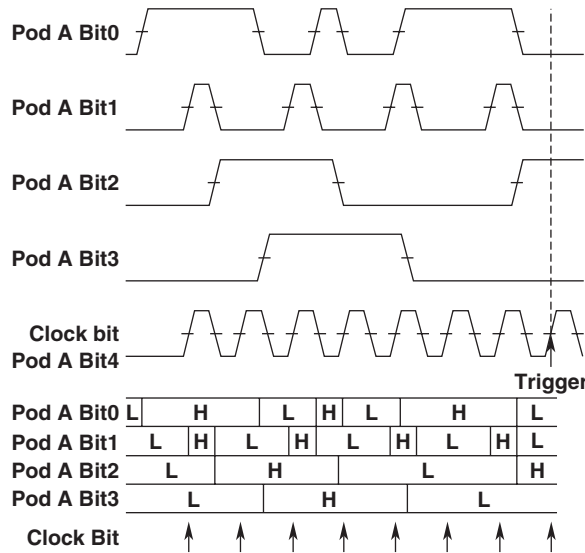 Pod A Bit0
Pod A Bit1
Pod A Bit2
Pod A Bit3
Clock bit
Pod A Bit4
Trigger
Pod A Bit0 L H L H L H L
Pod A Bit1 L H L H L H L H L
Pod A Bit2 L H L H
Pod A Bit3 L H L
Clock Bit